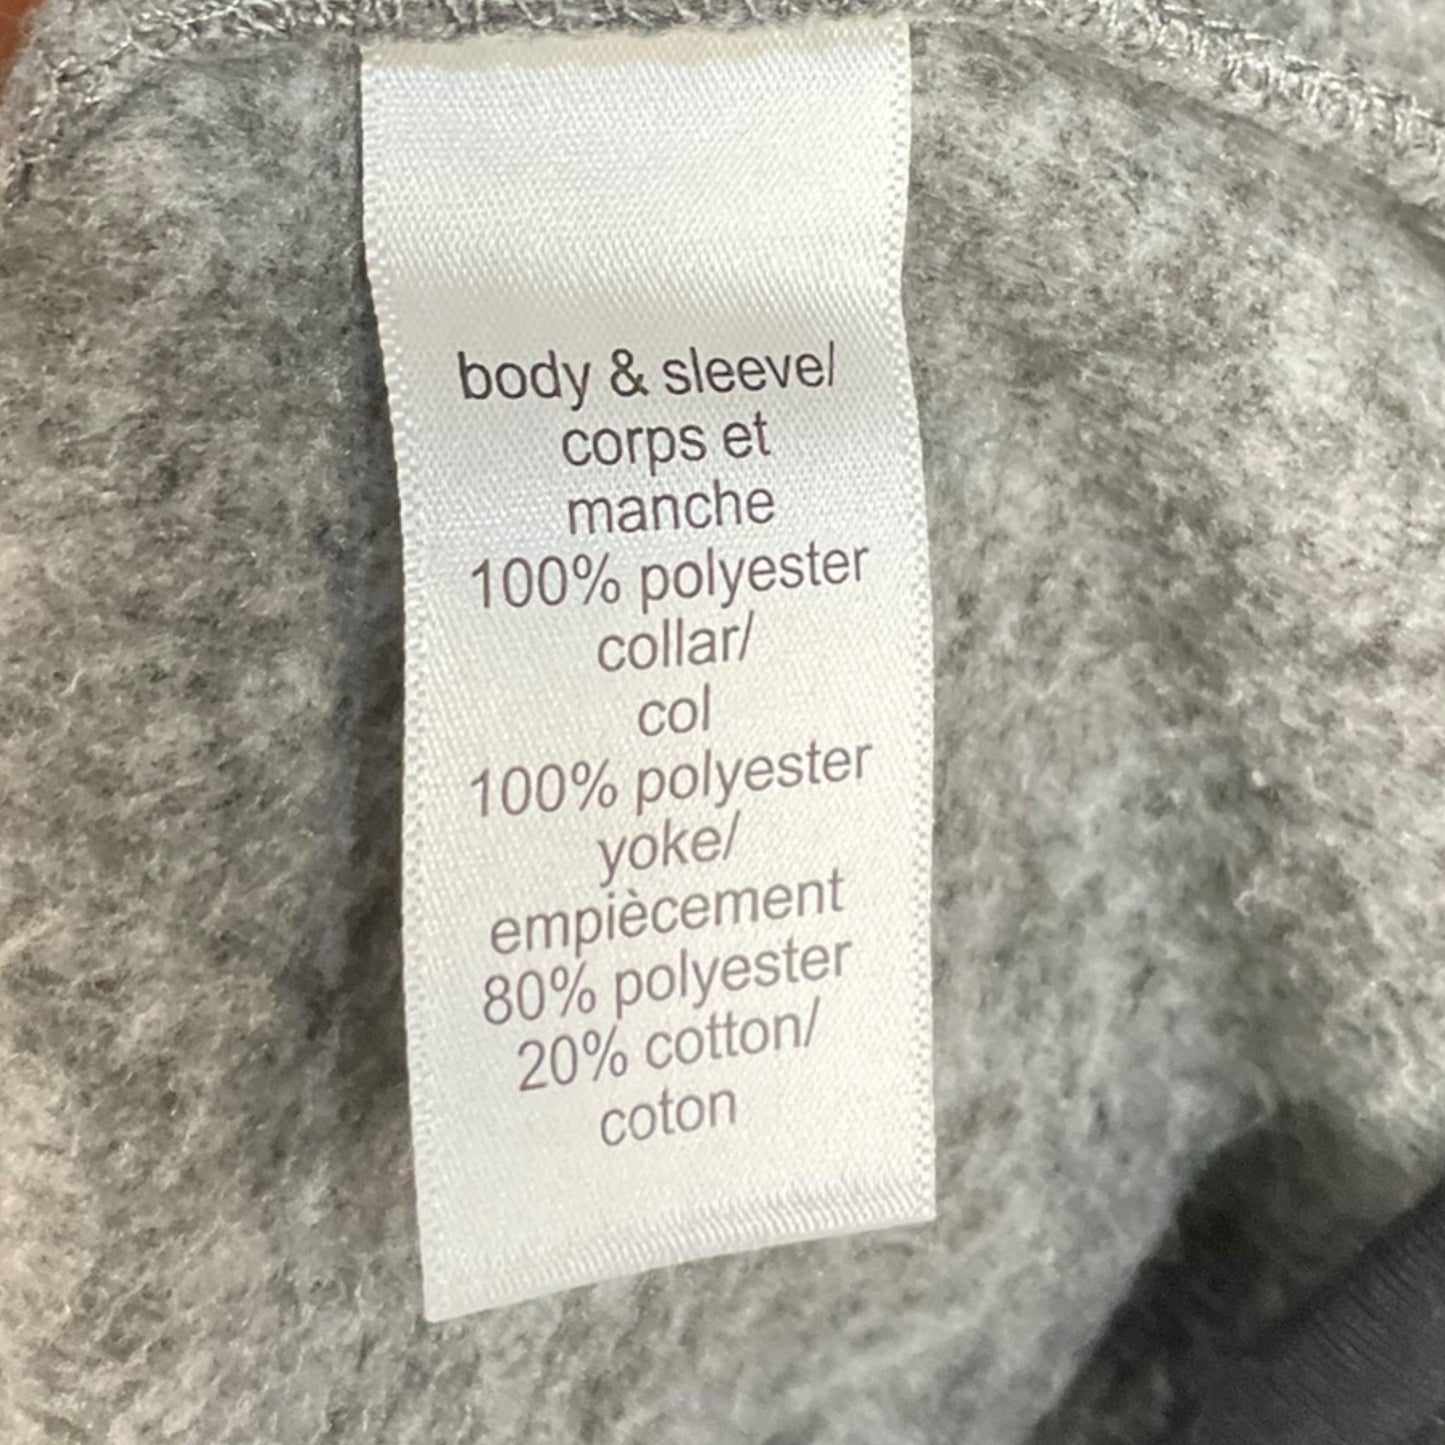 body & sleeve/
corps et
manche
100% polyester
collar/
col
100% polyester
yoke/
empiècement
80% polyester
20% cotton/
coton